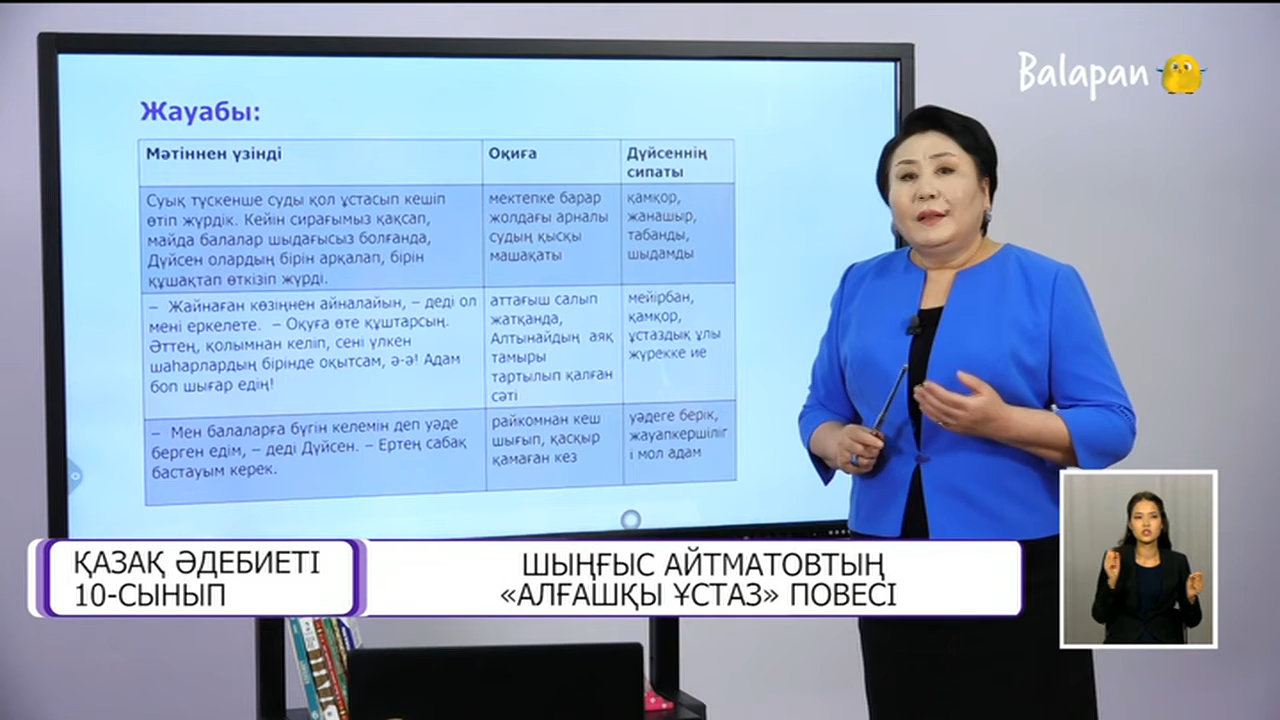 Balapan
Жауабы:
Мәтіннен үзінді
Оқиға
Дүйсеннің
сипаты
Суық түскенше суды қол ұстасып кешіп
өтіп жүрдік. Кейін сирағымыз қақсап,
майда балалар шыдағысыз болғанда,
Дүйсен олардың бірін арқалап, бірін
құшақтап өткізіп жүрді.
мектепке барар
жолдағы арналы
судың қысқы
машақаты
қамқор,
жанашыр,
табанды,
шыдамды
– Жайнаған көзіңнен айналайын, – деді ол
мені еркелете. – Оқуға өте құштарсың.
Әттең, қолымнан келіп, сені үлкен
шаһарлардың бірінде оқытсам, ә-ә! Адам
боп шығар едің!
аттағыш салып
жатқанда,
Алтынайдың аяқ
тамыры
тартылып қалған
сәті
мейірбан,
қамқор,
ұстаздық ұлы
жүрекке ие
– Мен балаларға бүгін келемін деп уәде
берген едім, – деді Дүйсен. – Ертең сабақ
бастауым керек.
райкомнан кеш
шығып, қасқыр
қамаған кез
уәдеге берік,
жауапкершіліг
і мол адам
ҚАЗАҚ ӘДЕБИЕТІ
10-СЫНЫП
ШЫҢҒЫС АЙТМАТОВТЫҢ
«АЛҒАШҚЫ ҰСТАЗ» ПОВЕСІ